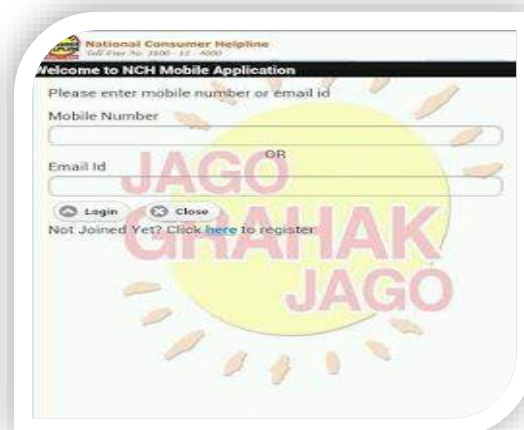 National Consumer Helpline
Toll Free No. 1800 - 11 - 4000
Welcome to NCH Mobile Application
Please enter mobile number or email id
Mobile Number
OR
Email Id
Login Close
Not Joined Yet? Click here to register
JAGO
GRAHAK
JAGO